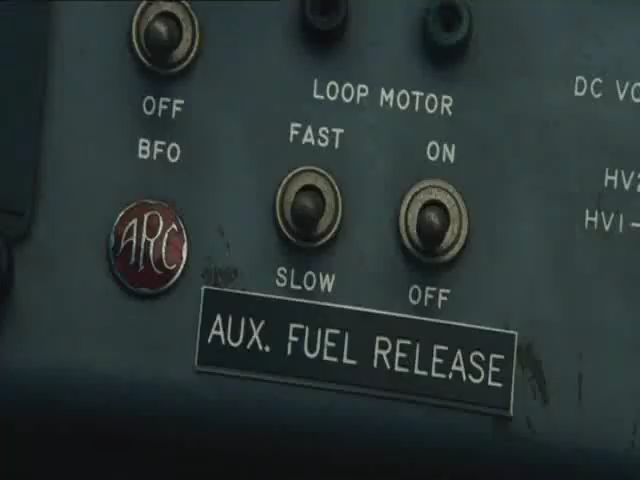 OFF
BFO
LOOP MOTOR
FAST
ON
DC VO
HV2
HV1-
ARC
SLOW
OFF
AUX. FUEL RELEASE